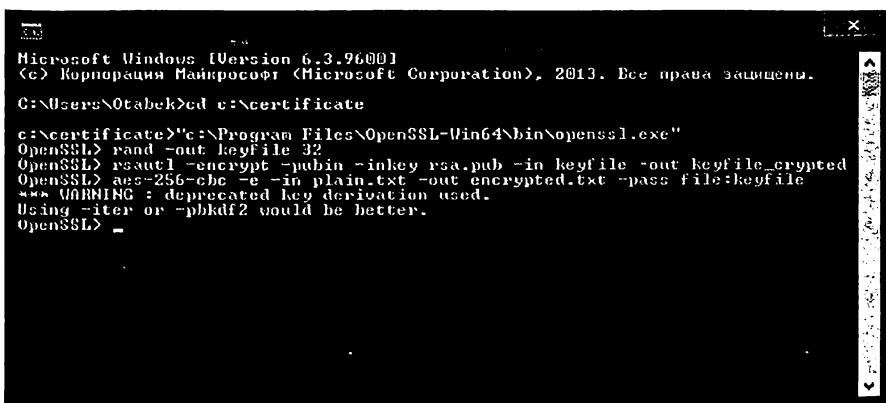 Microsoft Windows [Version 6.3.9600]
(c) Корпорация Майкрософт (Microsoft Corporation), 2013. Все права защищены.
C:\Users\Otabek>cd c:\certificate
c:\certificate>"c:\Program Files\OpenSSL-Win64\bin\openssl.exe"
OpenSSL> rand -out keyfile 32
OpenSSL> rsautl -encrypt -pubin -inkey rsa.pub -in keyfile -out keyfile_crypted
OpenSSL> aes-256-cbc -e -in plain.txt -out encrypted.txt -pass file:keyfile
*** WARNING : deprecated key derivation used.
Using -iter or -pbkdf2 would be better.
OpenSSL> _